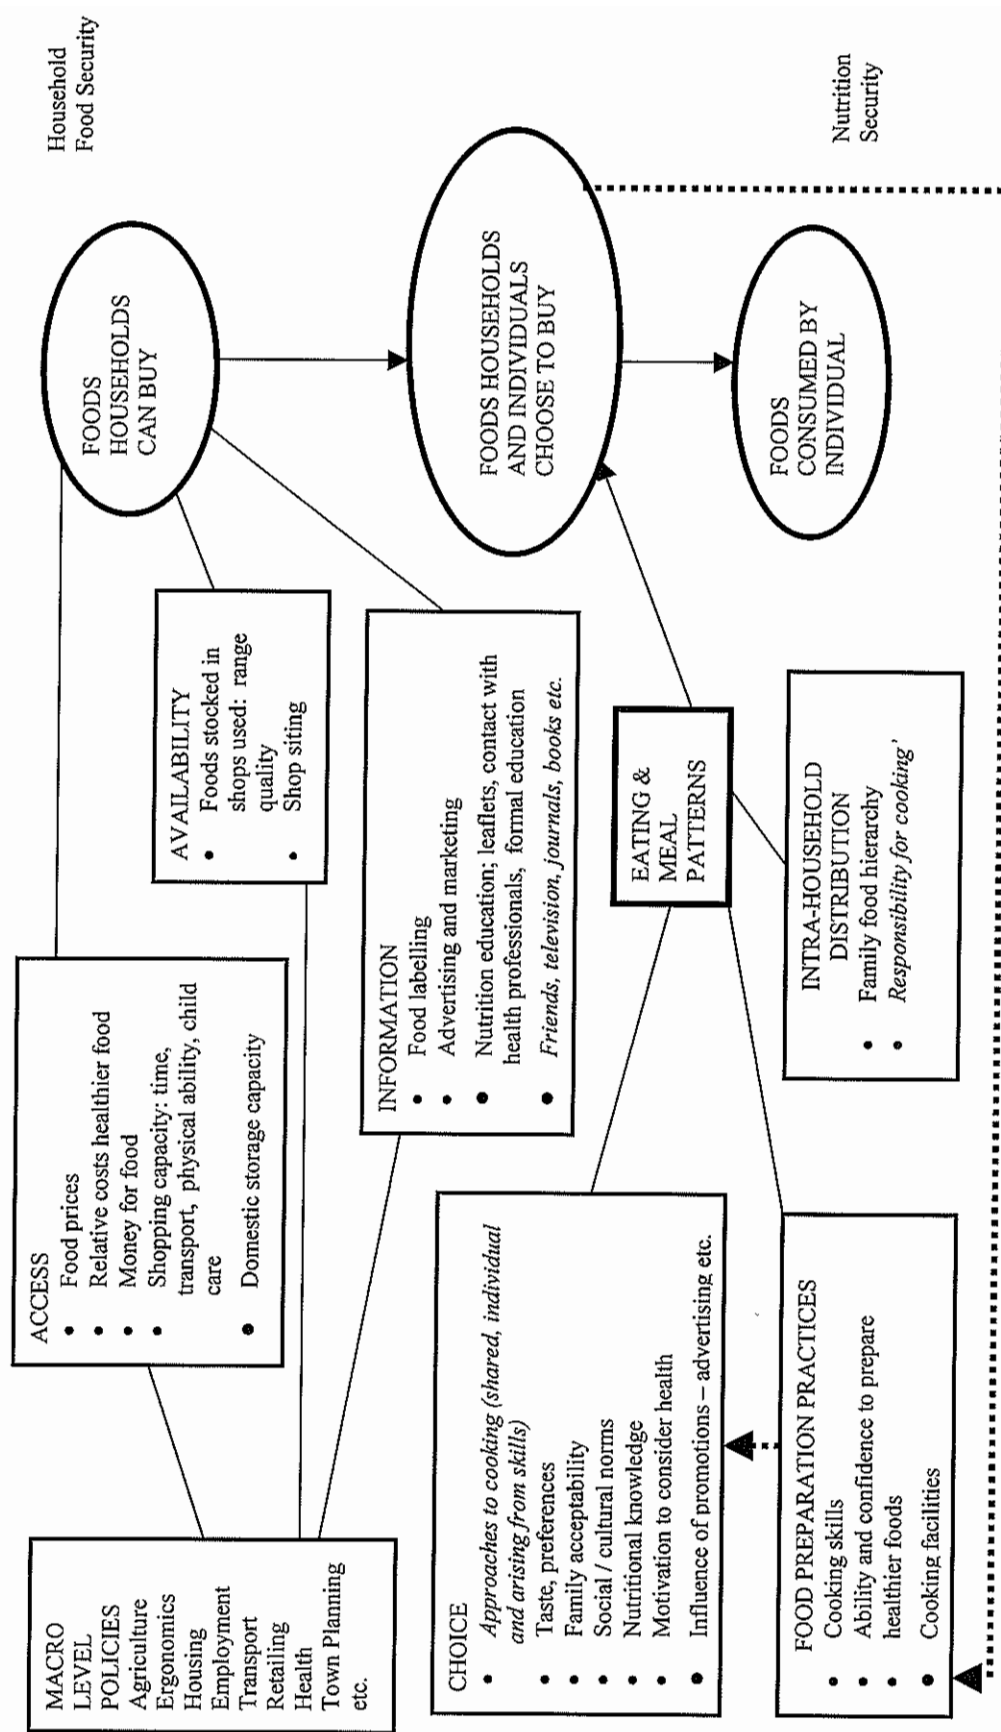 MACRO
LEVEL
POLICIES
Agriculture
Ergonomics
Housing
Employment
Transport
Retailing
Health
Town Planning
etc.
ACCESS
• Food prices
• Relative costs healthier food
• Money for food
• Shopping capacity: time,
transport, physical ability, child
care
• Domestic storage capacity
AVAILABILITY
• Foods stocked in
shops used: range
quality
• Shop siting
FOODS
HOUSEHOLDS
CAN BUY
Household
Food Security
INFORMATION
• Food labelling
• Advertising and marketing
• Nutrition education; leaflets, contact with
health professionals, formal education
• Friends, television, journals, books etc.
CHOICE
• Approaches to cooking (shared, individual
and arising from skills)
• Taste, preferences
• Family acceptability
• Social / cultural norms
• Nutritional knowledge
• Motivation to consider health
• Influence of promotions – advertising etc.
EATING &
MEAL
PATTERNS
FOODS HOUSEHOLDS
AND INDIVIDUALS
CHOOSE TO BUY
FOOD PREPARATION PRACTICES
• Cooking skills
• Ability and confidence to prepare
• healthier foods
• Cooking facilities
INTRA-HOUSEHOLD
DISTRIBUTION
• Family food hierarchy
• Responsibility for cooking'
FOODS
CONSUMED BY
INDIVIDUAL
Nutrition
Security